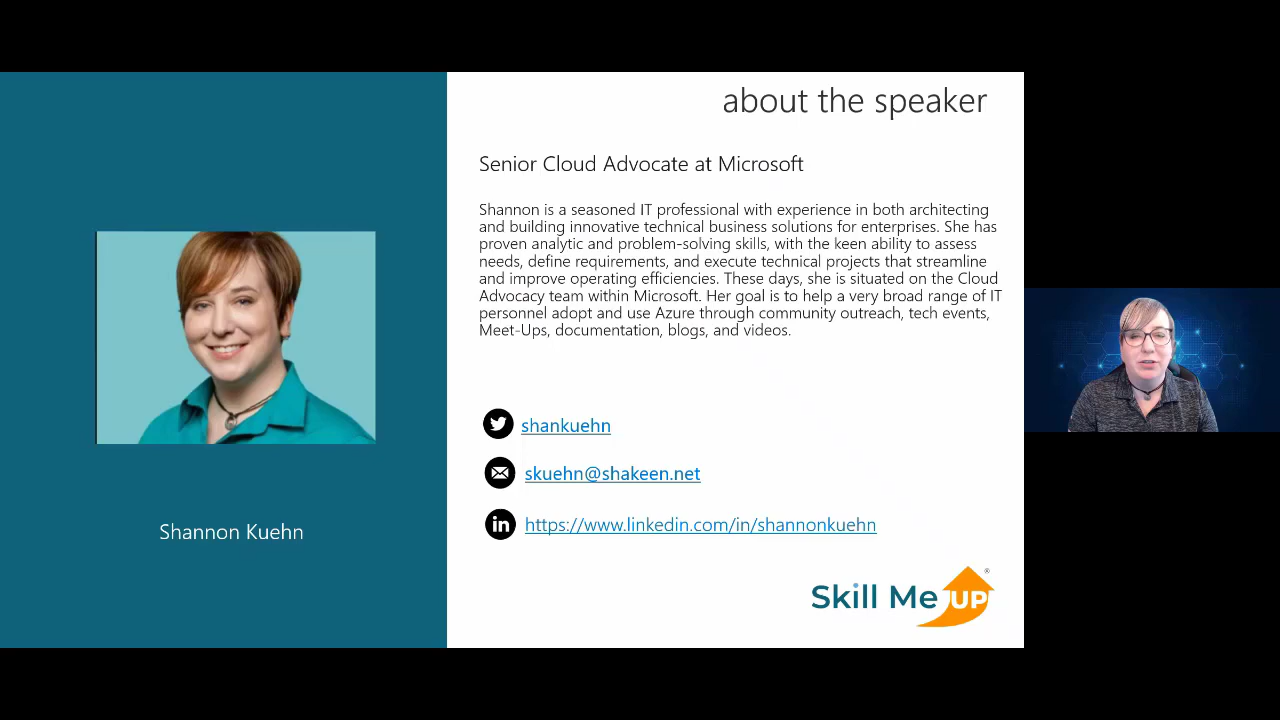 about the speaker
Senior Cloud Advocate at Microsoft
Shannon is a seasoned IT professional with experience in both architecting
and building innovative technical business solutions for enterprises. She has
proven analytic and problem-solving skills, with the keen ability to assess
needs, define requirements, and execute technical projects that streamline
and improve operating efficiencies. These days, she is situated on the Cloud
Advocacy team within Microsoft. Her goal is to help a very broad range of IT
personnel adopt and use Azure through community outreach, tech events,
Meet-Ups, documentation, blogs, and videos.
shankuehn
skuehn@shakeen.net
in https://www.linkedin.com/in/shannonkuehn
Shannon Kuehn
Skill Me UP ®